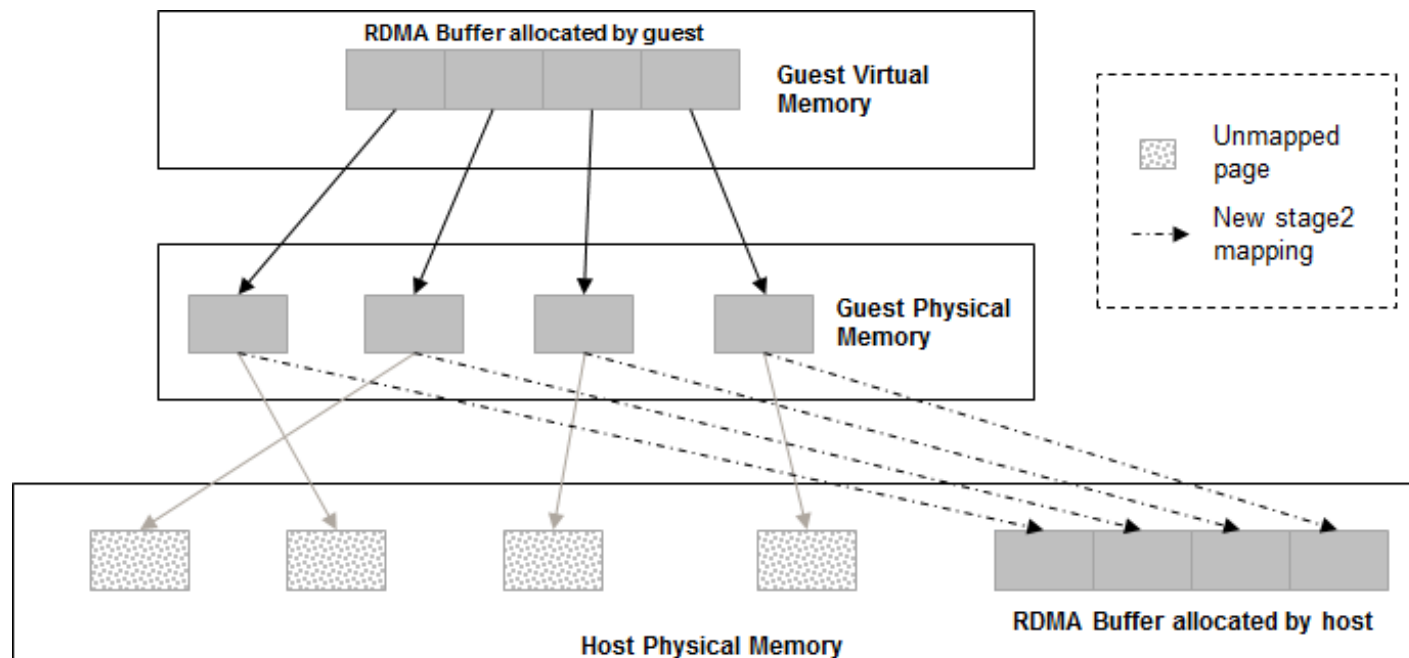 RDMA Buffer allocated by guest
Guest Virtual
Memory
Unmapped
page
New stage2
mapping
Guest Physical
Memory
RDMA Buffer allocated by host
Host Physical Memory